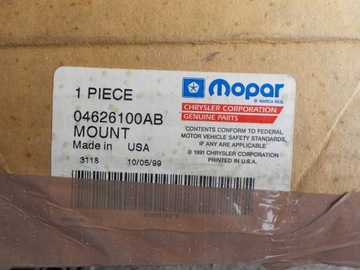 1 PIECE
04626100AB
MOUNT
Made in USA
3118 10/05/99
Mopar
® MARCA REG.
CHRYSLER CORPORATION
GENUINE PARTS
CONTENTS CONFORM TO FEDERAL
MOTOR VEHICLE SAFETY STANDARDS,
IF ANY ARE APPLICABLE.
© 1991 CHRYSLER CORPORATION
PRINTED IN U.S.A.